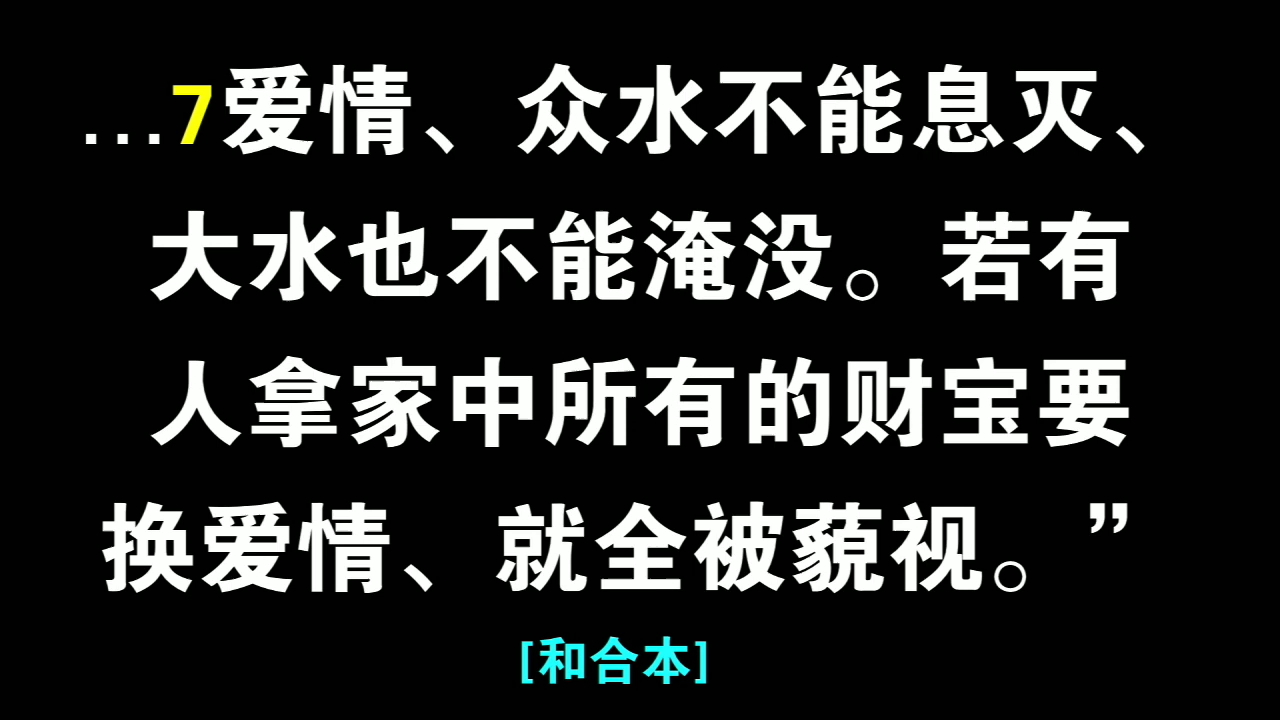 ...7爱情、众水不能息灭、
大水也不能淹没。若有
人拿家中所有的财宝要
换爱情、就全被藐视。”
[和合本]